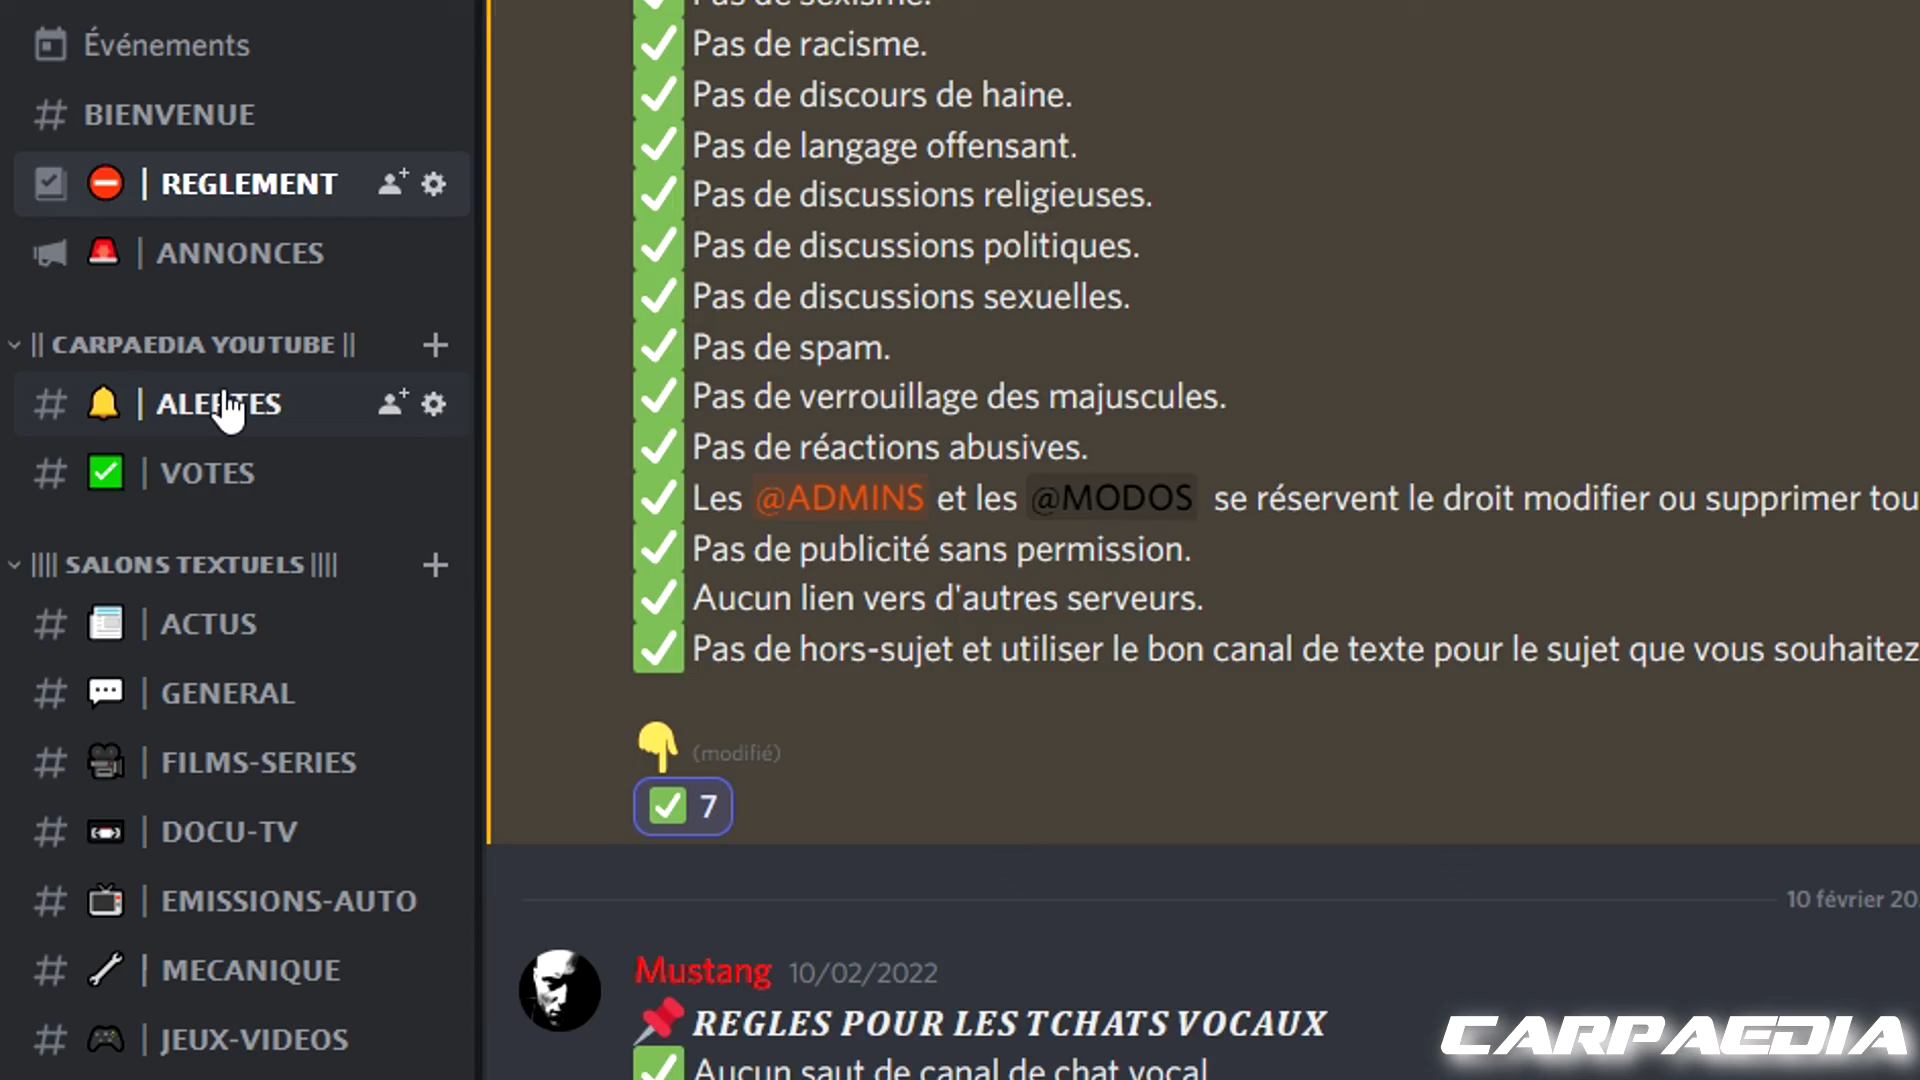 Événements
BIENVENUE
| REGLEMENT
| ANNONCES
|| CARPAEDIA YOUTUBE ||
| ALERTES
| VOTES
|||| SALONS TEXTUELS ||||
| ACTUS
| GENERAL
| FILMS-SERIES
| DOCU-TV
| EMISSIONS-AUTO
| MECANIQUE
| JEUX-VIDEOS
Pas de sexisme.
Pas de racisme.
Pas de discours de haine.
Pas de langage offensant.
Pas de discussions religieuses.
Pas de discussions politiques.
Pas de discussions sexuelles.
Pas de spam.
Pas de verrouillage des majuscules.
Pas de réactions abusives.
Les @ADMINS et les @MODOS se réservent le droit modifier ou supprimer tou
Pas de publicité sans permission.
Aucun lien vers d'autres serveurs.
Pas de hors-sujet et utiliser le bon canal de texte pour le sujet que vous souhaitez
(modifié)
7
10 février 20
Mustang 10/02/2022
REGLES POUR LES TCHATS VOCAUX
Aucun saut de canal de chat vocal
CARPAEDIA